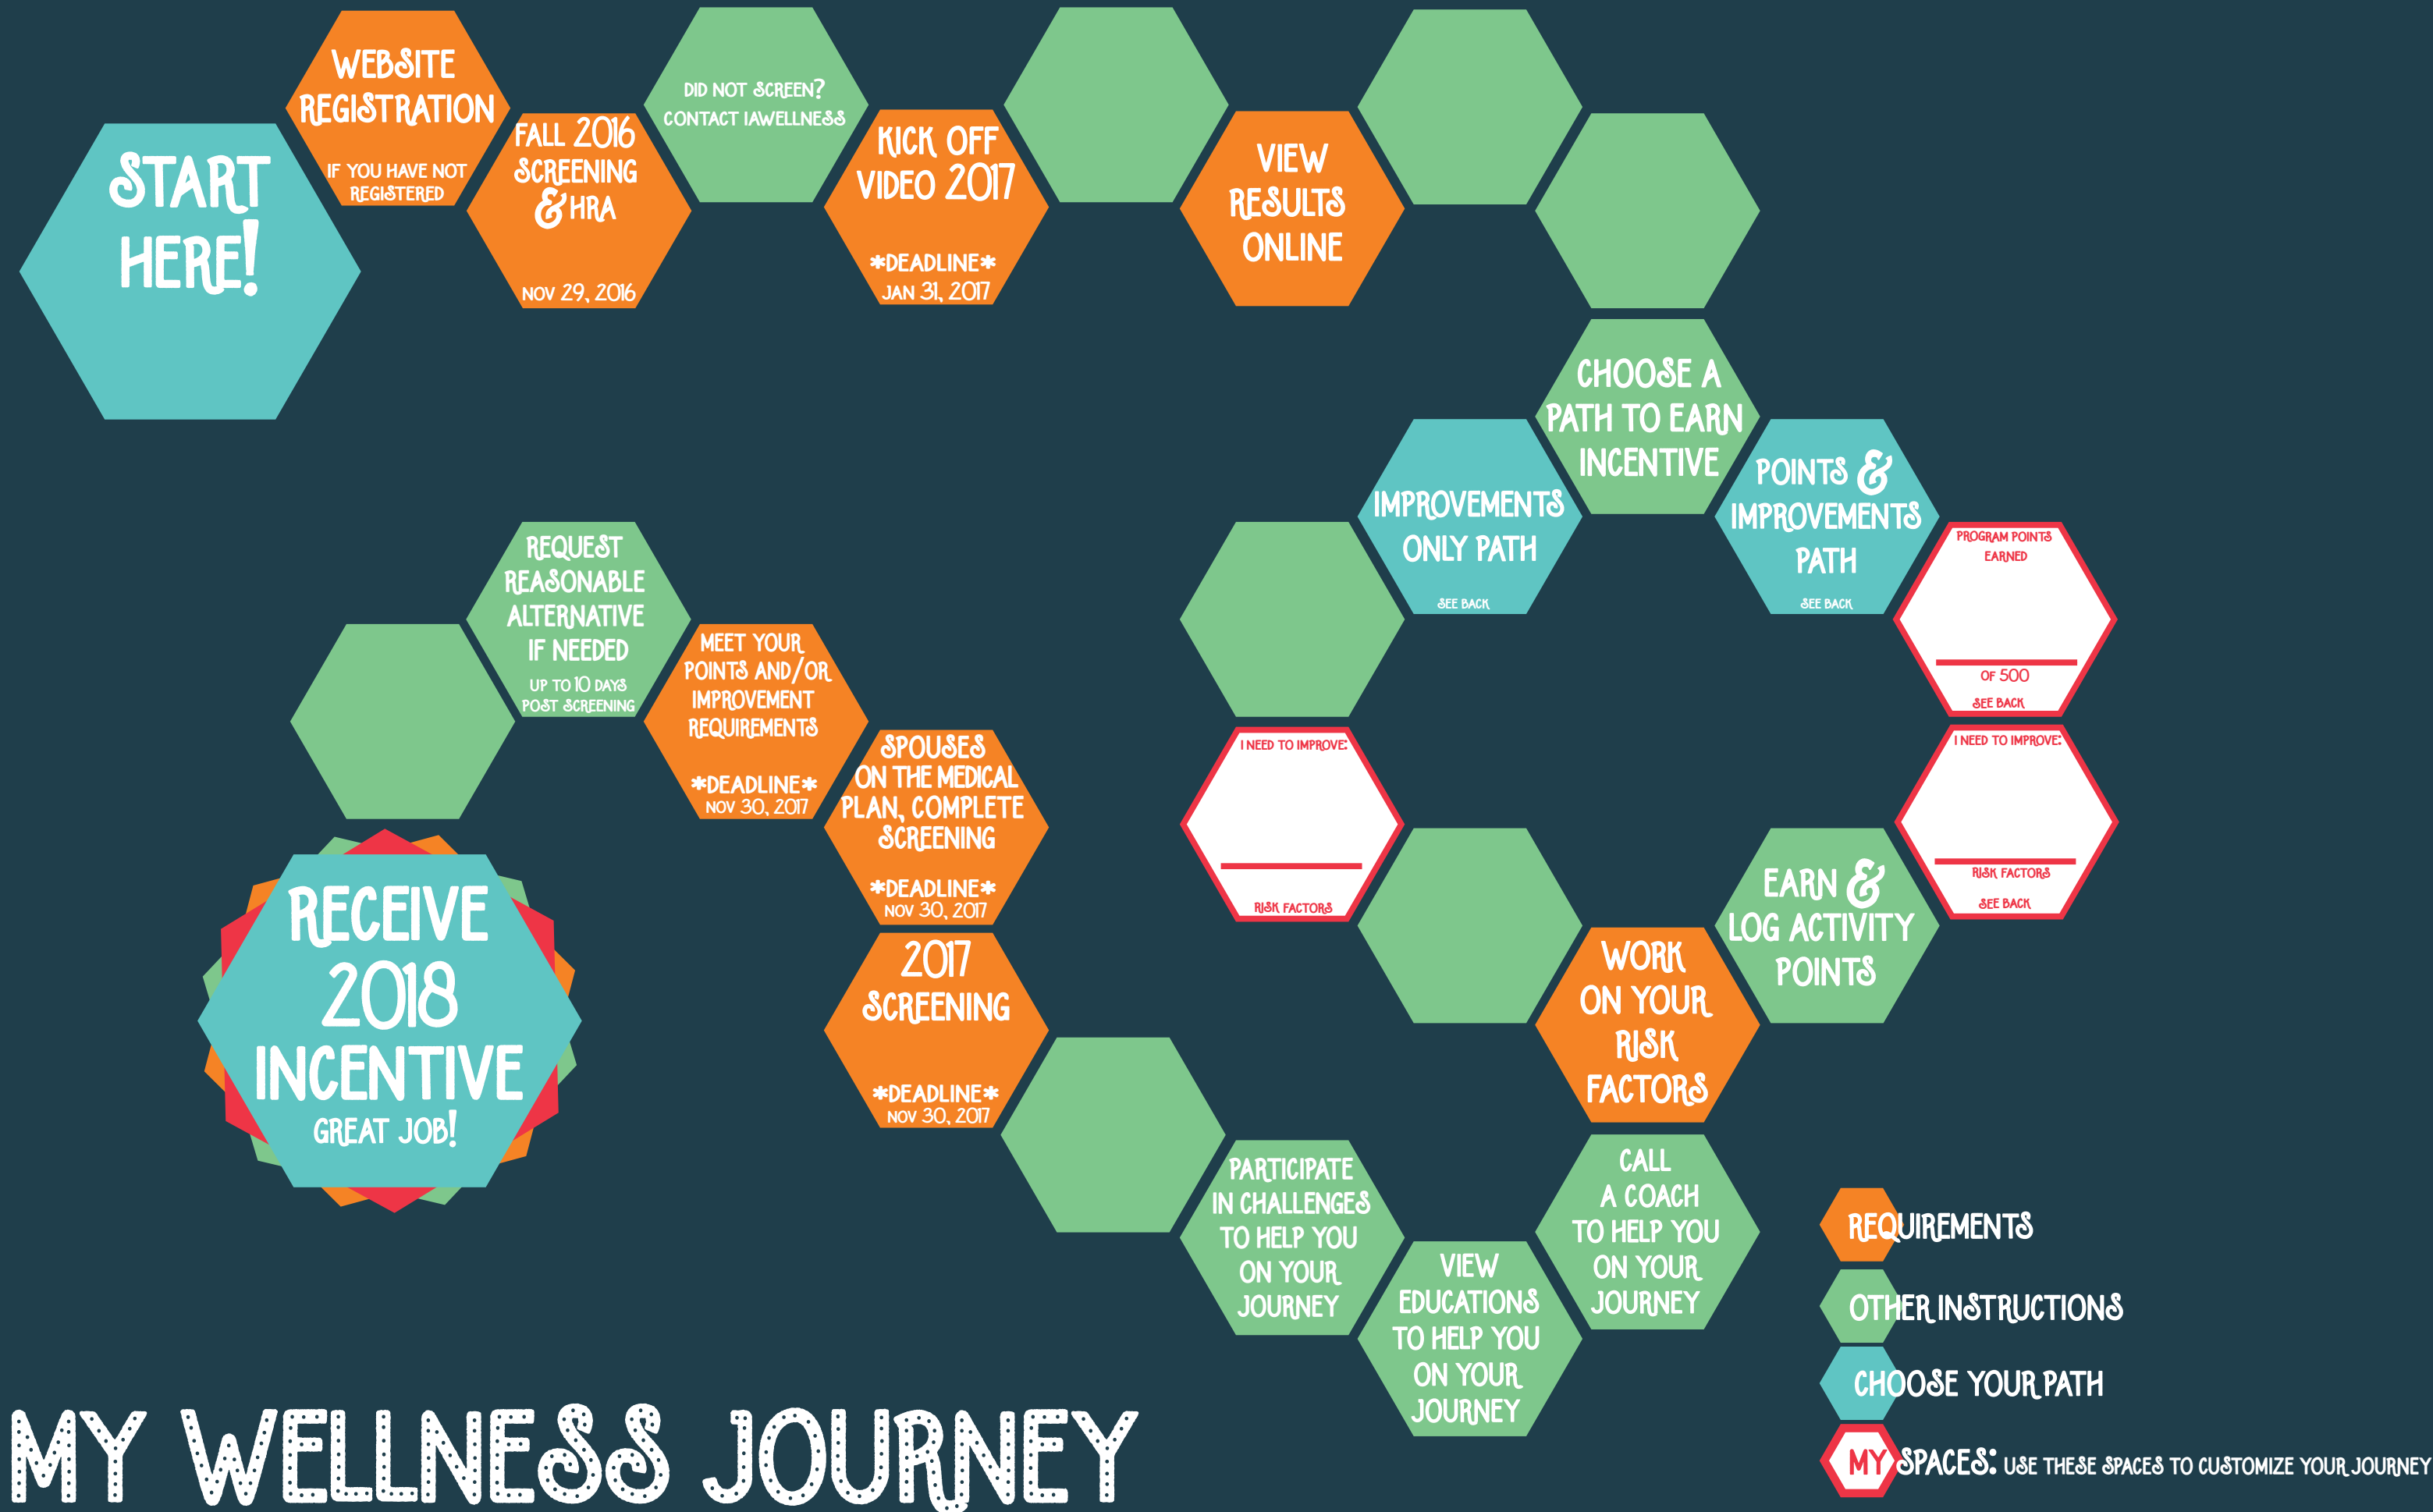 START
HERE!
WEBSITE
REGISTRATION
IF YOU HAVE NOT
REGISTERED
FALL 2016
SCREENING
& HRA
NOV 29, 2016
DID NOT SCREEN?
CONTACT IAWELLNESS
KICK OFF
VIDEO 2017
*DEADLINE*
JAN 31, 2017
VIEW
RESULTS
ONLINE
CHOOSE A
PATH TO EARN
INCENTIVE
IMPROVEMENTS
ONLY PATH
SEE BACK
POINTS &
IMPROVEMENTS
PATH
SEE BACK
PROGRAM POINTS
EARNED
OF 500
SEE BACK
I NEED TO IMPROVE:
RISK FACTORS
I NEED TO IMPROVE:
RISK FACTORS
SEE BACK
EARN &
LOG ACTIVITY
POINTS
WORK
ON YOUR
RISK
FACTORS
CALL
A COACH
TO HELP YOU
ON YOUR
JOURNEY
VIEW
EDUCATIONS
TO HELP YOU
ON YOUR
JOURNEY
PARTICIPATE
IN CHALLENGES
TO HELP YOU
ON YOUR
JOURNEY
2017
SCREENING
*DEADLINE*
NOV 30, 2017
SPOUSES
ON THE MEDICAL
PLAN, COMPLETE
SCREENING
*DEADLINE*
NOV 30, 2017
MEET YOUR
POINTS AND/OR
IMPROVEMENT
REQUIREMENTS
*DEADLINE*
NOV 30, 2017
REQUEST
REASONABLE
ALTERNATIVE
IF NEEDED
UP TO 10 DAYS
POST SCREENING
RECEIVE
2018
INCENTIVE
GREAT JOB!
REQUIREMENTS
OTHER INSTRUCTIONS
CHOOSE YOUR PATH
MY SPACES: USE THESE SPACES TO CUSTOMIZE YOUR JOURNEY
MY WELLNESS JOURNEY